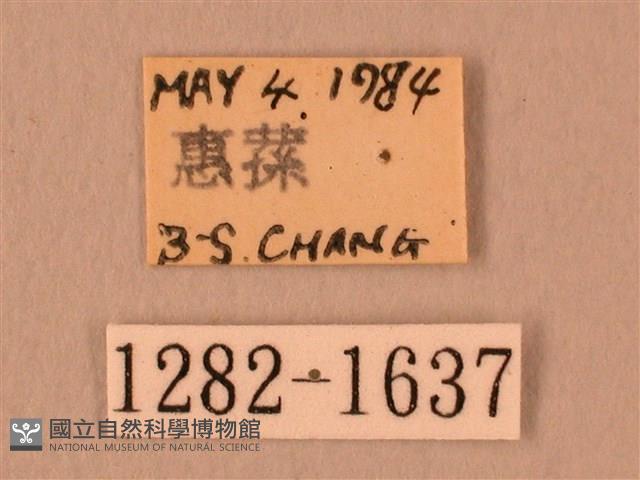 MAY 4. 1984
惠蓀
B-S. CHANG
1282-1637
國立自然科學博物館
NATIONAL MUSEUM OF NATURAL SCIENCE